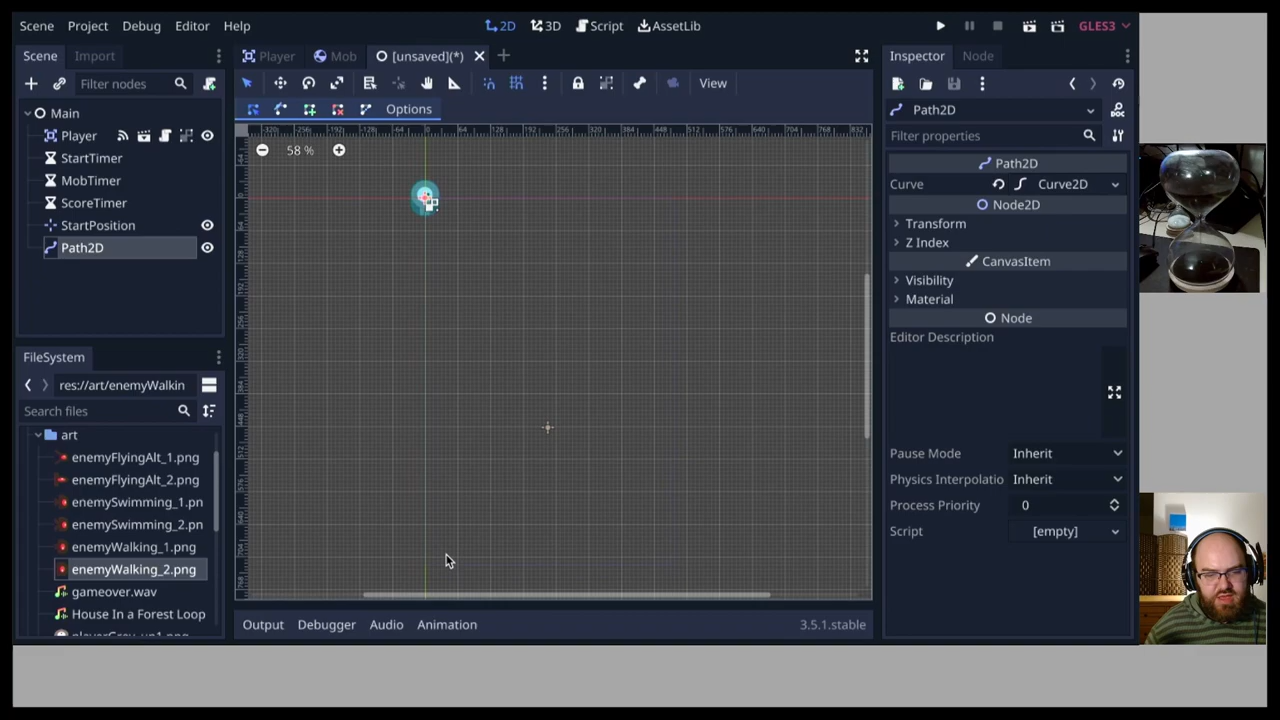 Scene Project Debug Editor Help 2D 3D Script AssetLib GLES3
Scene Import
Filter nodes
Main
Player
StartTimer
MobTimer
ScoreTimer
StartPosition
Path2D
FileSystem
res://art/enemyWalkin
Search files
art
enemyFlyingAlt_1.png
enemyFlyingAlt_2.png
enemySwimming_1.pn
enemySwimming_2.pn
enemyWalking_1.png
enemyWalking_2.png
gameover.wav
House In a Forest Loop
playerGrey_up1.png
Player Mob [unsaved](*)
View
Options
58 %
Output Debugger Audio Animation 3.5.1.stable
Inspector Node
Path2D
Filter properties
Path2D
Curve Curve2D
Node2D
Transform
Z Index
CanvasItem
Visibility
Material
Node
Editor Description
Pause Mode Inherit
Physics Interpolatio Inherit
Process Priority 0
Script [empty]